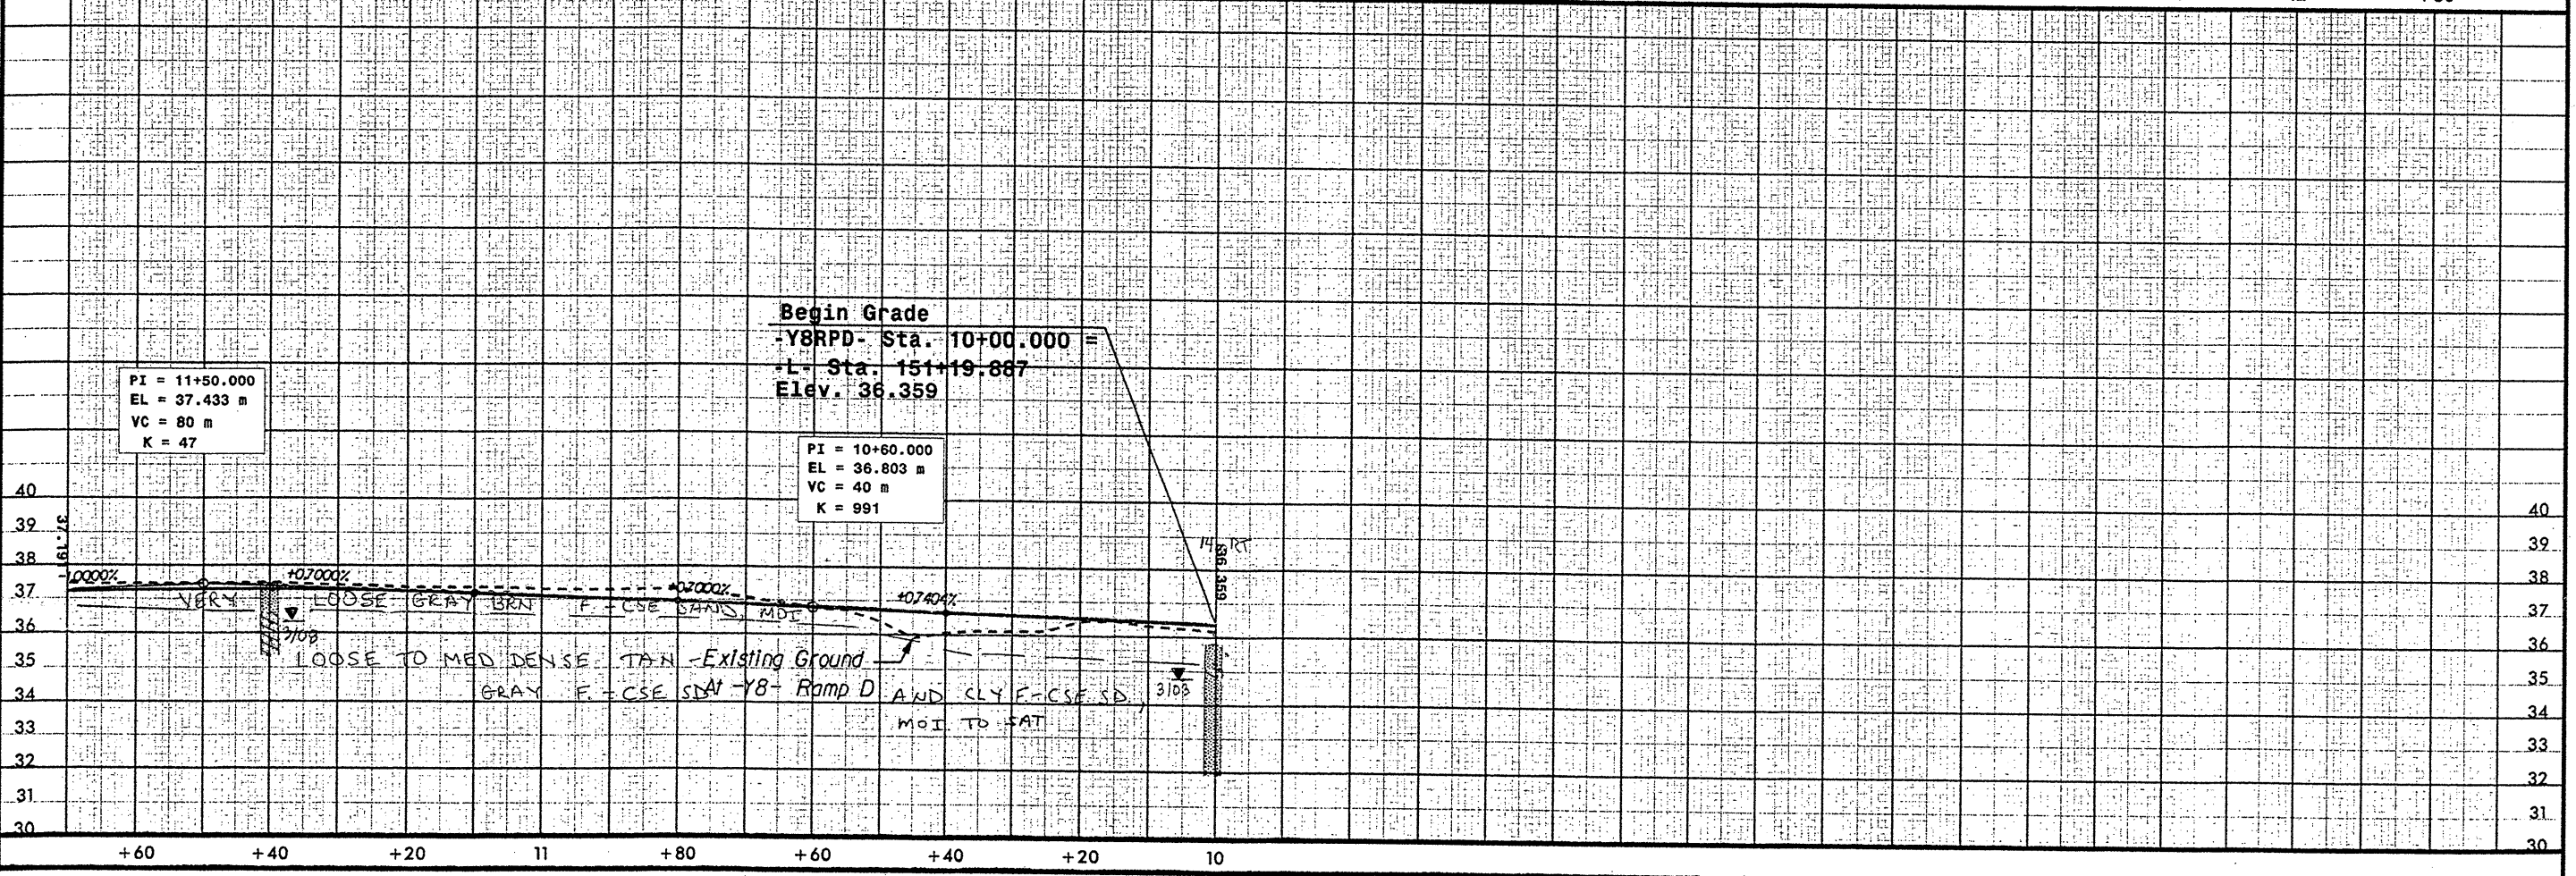 Begin Grade
-Y8RPD- Sta. 10+00.000 =
-L- Sta. 151+19.887
Elev. 36.359
PI = 11+50.000
EL = 37.433 m
VC = 80 m
K = 47
PI = 10+60.000
EL = 36.803 m
VC = 40 m
K = 991
40
39
38
37
36
35
34
33
32
31
30
40
39
38
37
36
35
34
33
32
31
30
37.191
36.359
-1.0000%
+0.7000%
+0.7000%
+0.7404%
VERY LOOSE GRAY BRN F.-CSE SAND, MOI
3/08
LOOSE TO MED DENSE TAN-
Existing Ground
At -Y8- Ramp D
GRAY F.-CSE SD
AND CLY F-CSE SD,
MOI TO SAT
3/03
RT
+60 +40 +20 11 +80 +60 +40 +20 10